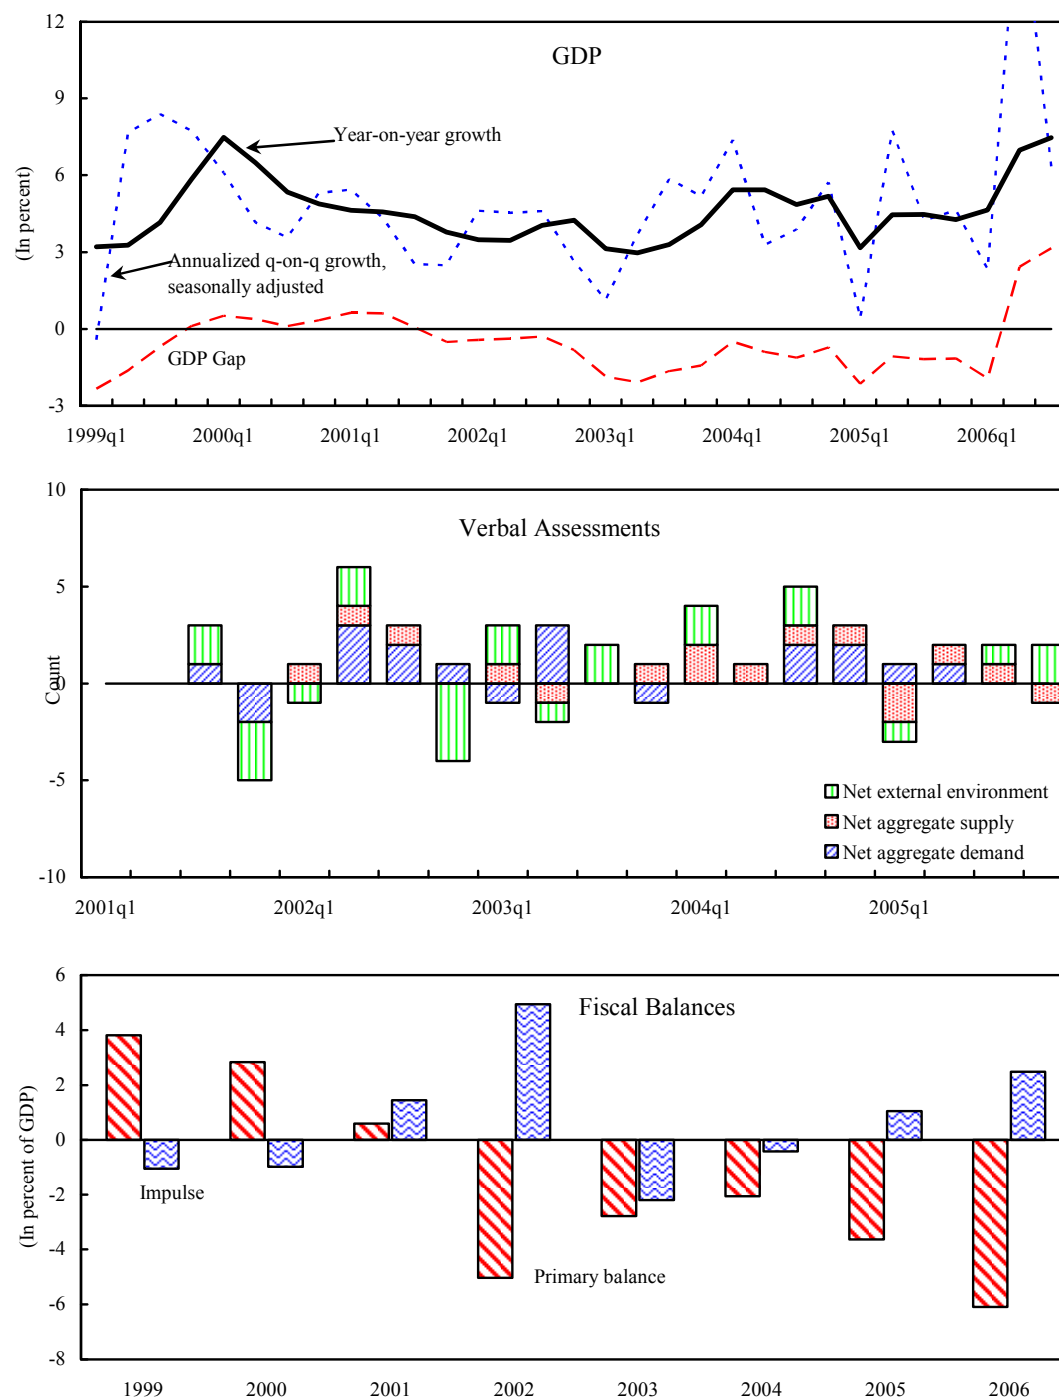 GDP
(In percent)
12
9
6
3
0
-3
Year-on-year growth
Annualized q-on-q growth,
seasonally adjusted
GDP Gap
1999q1 2000q1 2001q1 2002q1 2003q1 2004q1 2005q1 2006q1
Verbal Assessments
Count
10
5
0
-5
-10
Net external environment
Net aggregate supply
Net aggregate demand
2001q1 2002q1 2003q1 2004q1 2005q1
Fiscal Balances
(In percent of GDP)
6
4
2
0
-2
-4
-6
-8
Impulse
Primary balance
1999 2000 2001 2002 2003 2004 2005 2006